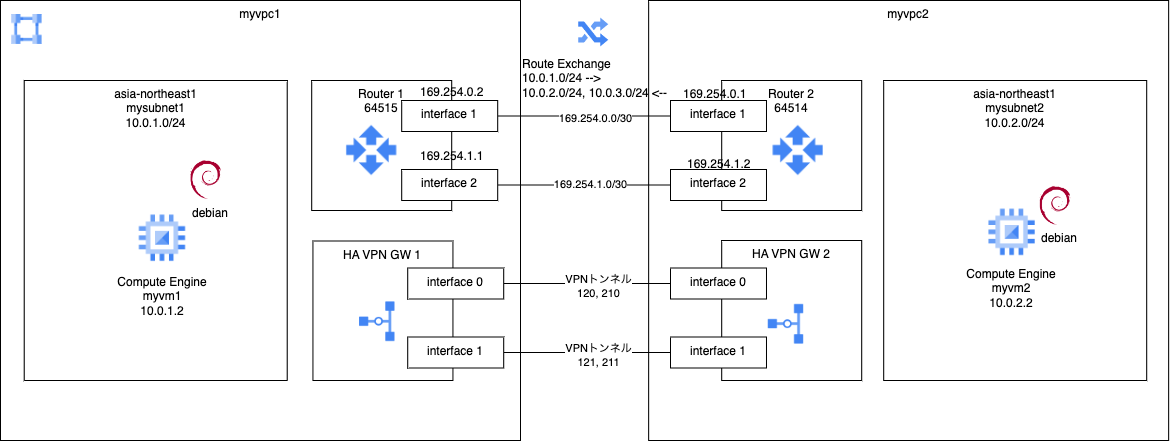 myvpc1
asia-northeast1
mysubnet1
10.0.1.0/24
debian
Compute Engine
myvm1
10.0.1.2
Router 1
64515
169.254.0.2
interface 1
169.254.1.1
interface 2
HA VPN GW 1
interface 0
interface 1
Route Exchange
10.0.1.0/24 -->
10.0.2.0/24, 10.0.3.0/24 <--
169.254.0.0/30
169.254.1.0/30
VPNトンネル
120, 210
VPNトンネル
121, 211
myvpc2
169.254.0.1
interface 1
169.254.1.2
interface 2
Router 2
64514
HA VPN GW 2
interface 0
interface 1
asia-northeast1
mysubnet2
10.0.2.0/24
debian
Compute Engine
myvm2
10.0.2.2